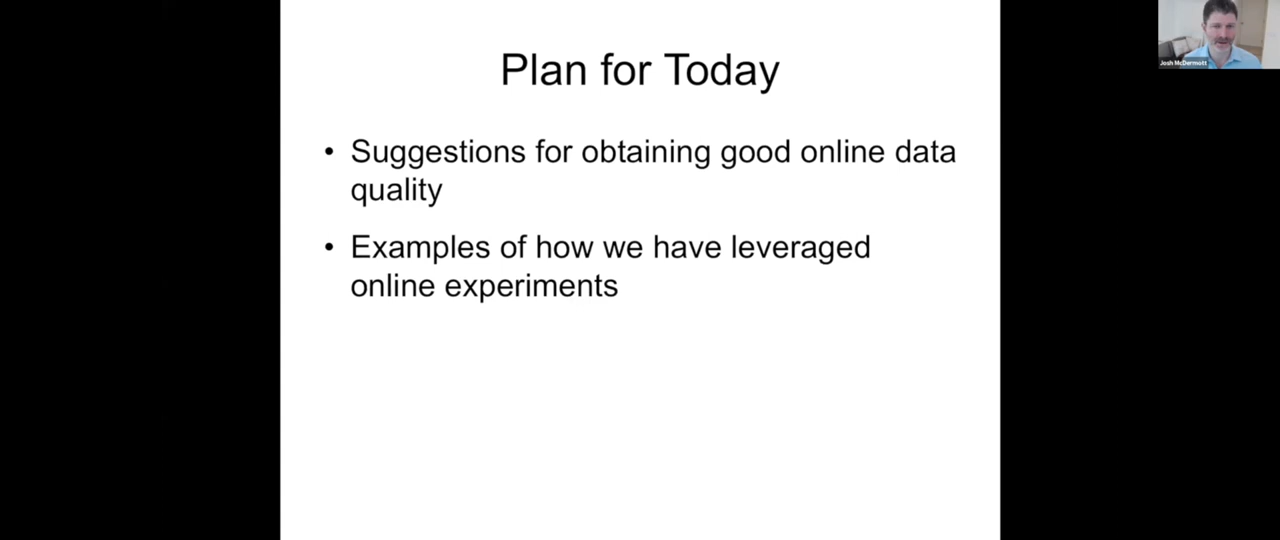 Josh McDermott
Plan for Today
• Suggestions for obtaining good online data
quality
• Examples of how we have leveraged
online experiments